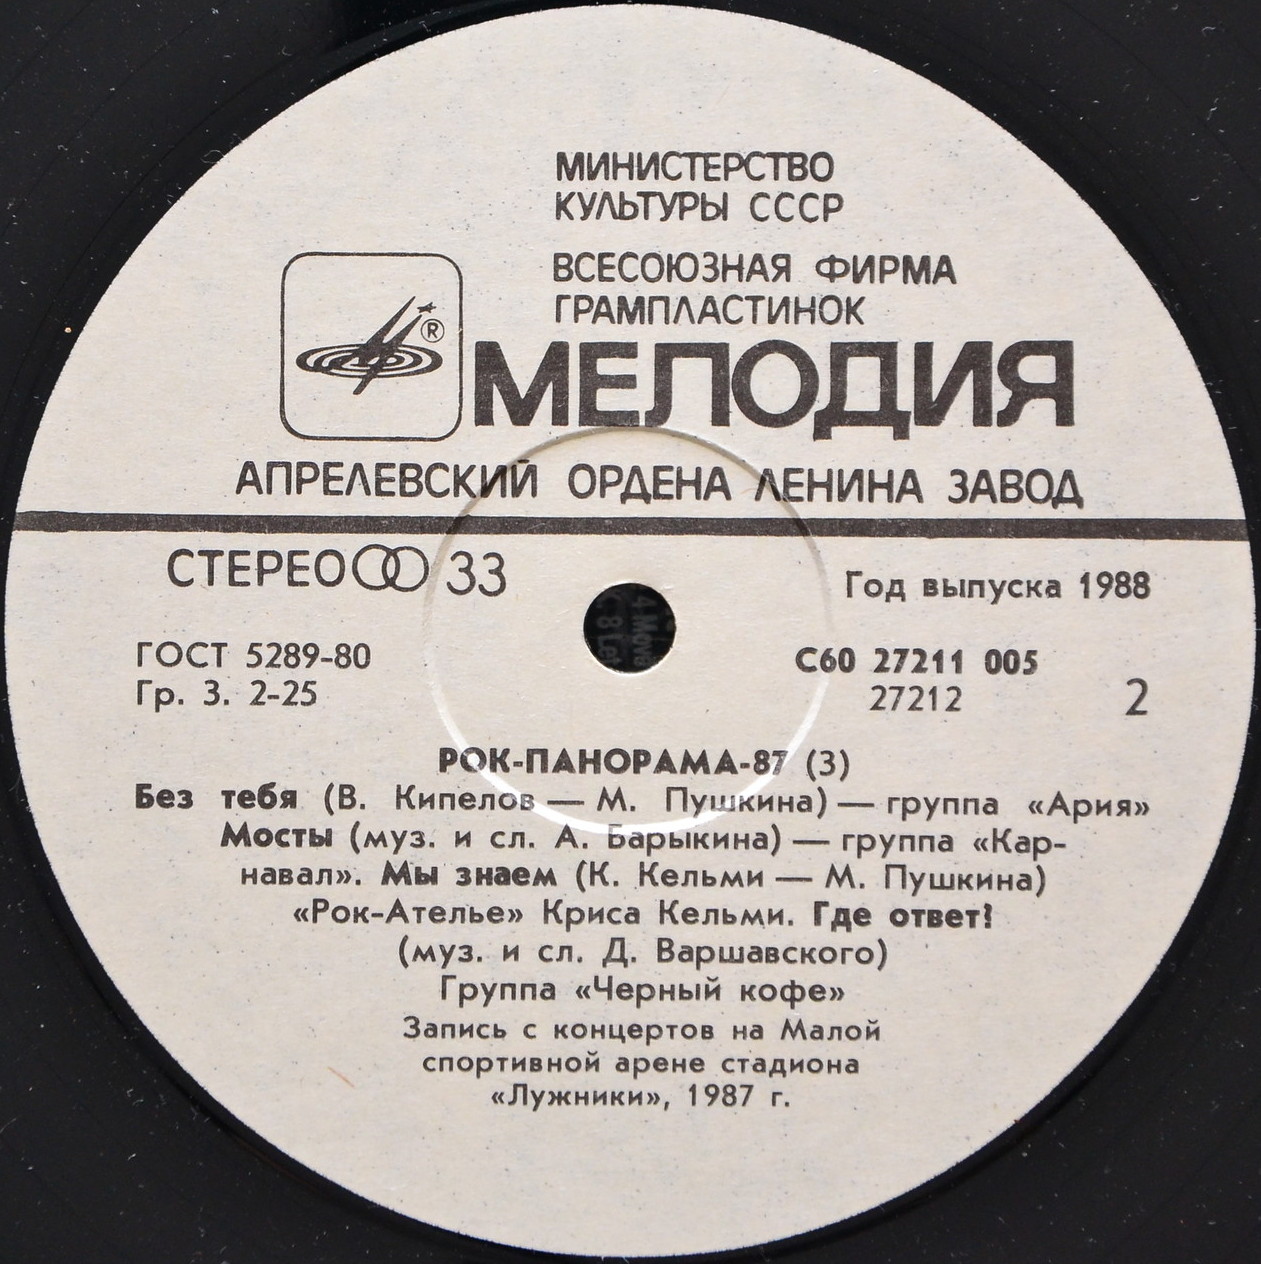 МИНИСТЕРСТВО
КУЛЬТУРЫ СССР
ВСЕСОЮЗНАЯ ФИРМА
ГРАМПЛАСТИНОК
®
МЕЛОДИЯ
АПРЕЛЕВСКИЙ ОРДЕНА ЛЕНИНА ЗАВОД
СТЕРЕО 33
Год выпуска 1988
ГОСТ 5289-80
Гр. 3. 2-25
С60 27211 005
27212
2
РОК-ПАНОРАМА-87 (3)
Без тебя (В. Кипелов — М. Пушкина) — группа «Ария»
Мосты (муз. и сл. А. Барыкина) — группа «Кар-
навал». Мы знаем (К. Кельми — М. Пушкина)
«Рок-Ателье» Криса Кельми. Где ответ?
(муз. и сл. Д. Варшавского)
Группа «Черный кофе»
Запись с концертов на Малой
спортивной арене стадиона
«Лужники», 1987 г.